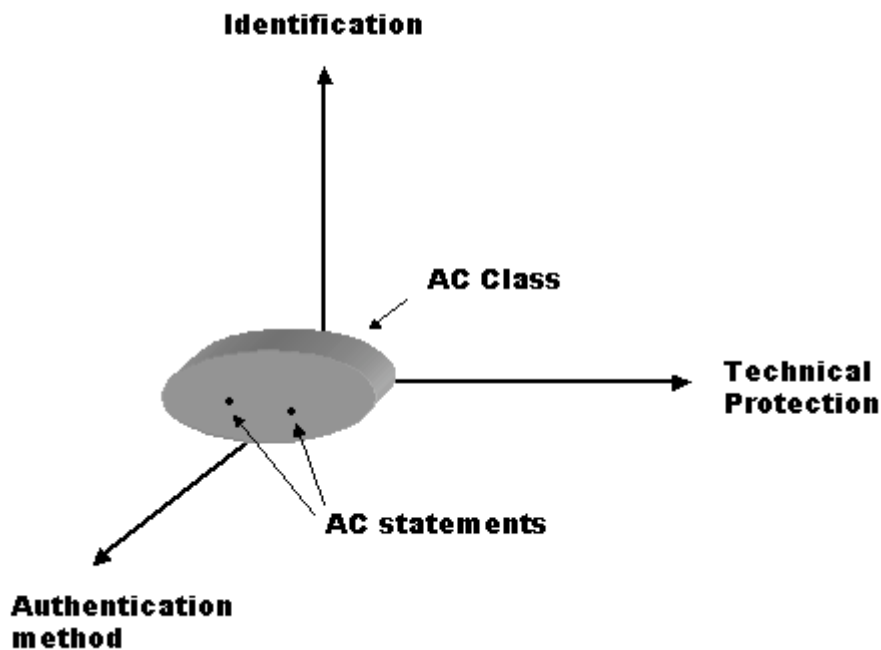 Identification
AC Class
Technical
Protection
AC statements
Authentication
method